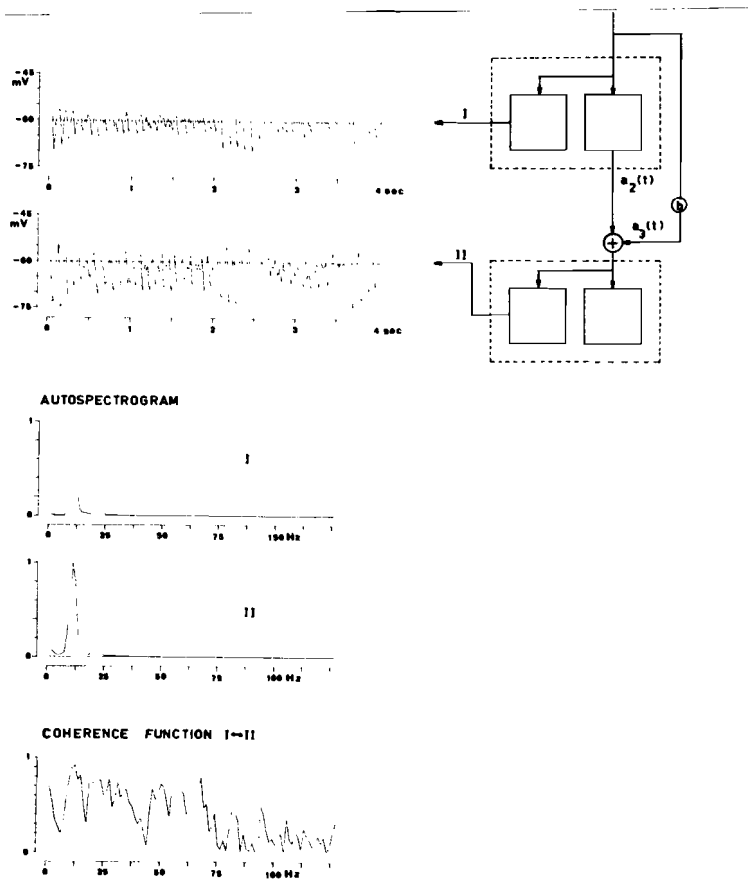 -45
mV
-60
-75
0 1 2 3 4 sec
I
a2(t)
b
a3(t)
+
-45
mV
-60
-75
0 1 2 3 4 sec
II
AUTOSPECTROGRAM
1
I
0
0 25 50 75 150 Hz
1
II
0
0 25 50 75 100 Hz
COHERENCE FUNCTION I↔II
1
0
0 25 50 75 100 Hz